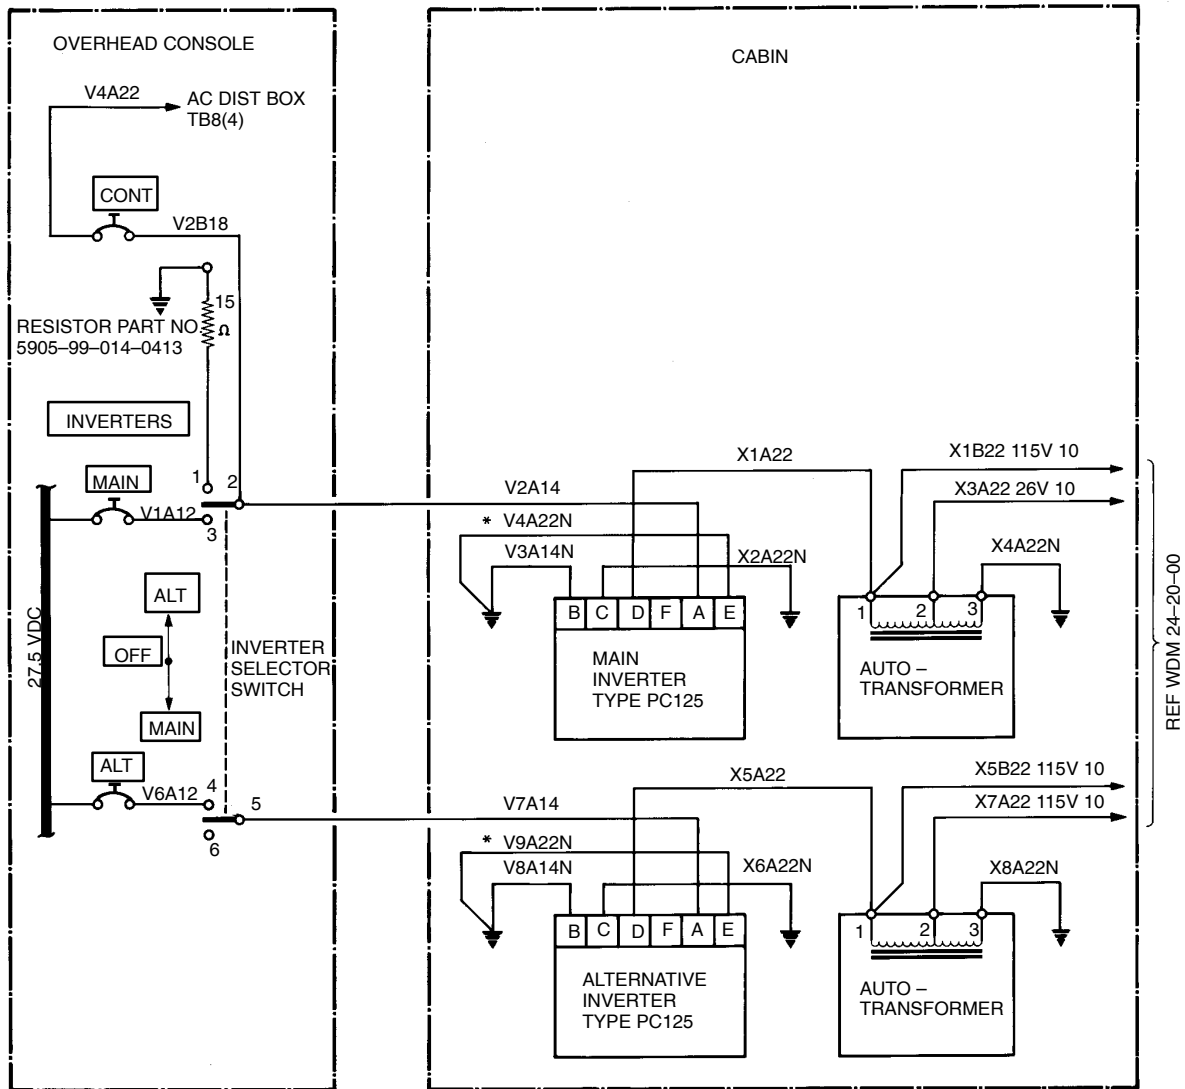 OVERHEAD CONSOLE
V4A22
AC DIST BOX
TB8(4)
CONT
V2B18
15
Ω
RESISTOR PART NO.
5905–99–014–0413
INVERTERS
MAIN
V1A12
1
2
3
27.5 VDC
ALT
OFF
MAIN
INVERTER
SELECTOR
SWITCH
ALT
V6A12
4
5
6
CABIN
V2A14
* V4A22N
V3A14N
X1A22
X2A22N
B C D F A E
MAIN
INVERTER
TYPE PC125
X1B22 115V 10
X3A22 26V 10
X4A22N
1 2 3
AUTO –
TRANSFORMER
V7A14
* V9A22N
V8A14N
X5A22
X6A22N
B C D F A E
ALTERNATIVE
INVERTER
TYPE PC125
X5B22 115V 10
X7A22 115V 10
X8A22N
1 2 3
AUTO –
TRANSFORMER
REF WDM 24–20–00